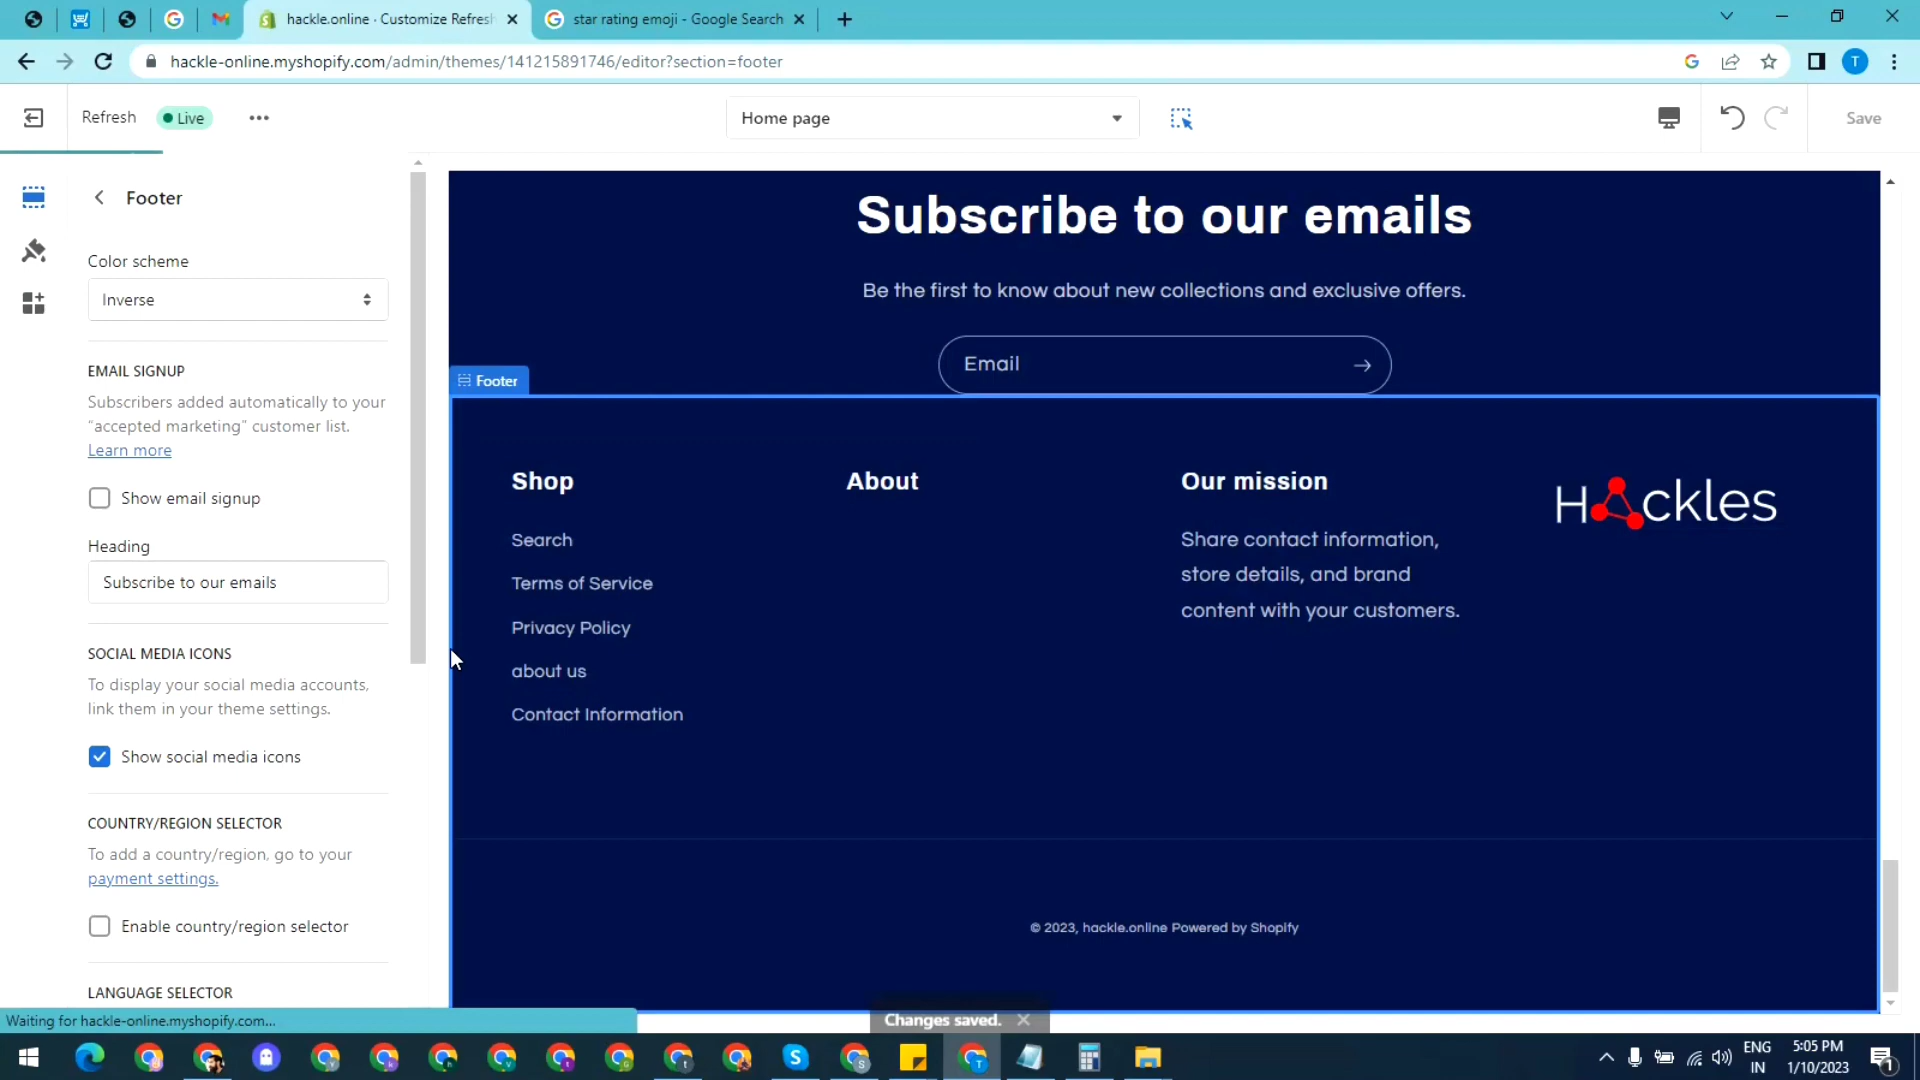 hackle.online · Customize Refresh
star rating emoji - Google Search
hackle-online.myshopify.com/admin/themes/141215891746/editor?section=footer
T
Refresh
Live
Home page
Save
Footer
Color scheme
Inverse
EMAIL SIGNUP
Subscribers added automatically to your
“accepted marketing” customer list.
Learn more
Show email signup
Heading
Subscribe to our emails
SOCIAL MEDIA ICONS
To display your social media accounts,
link them in your theme settings.
Show social media icons
COUNTRY/REGION SELECTOR
To add a country/region, go to your
payment settings.
Enable country/region selector
LANGUAGE SELECTOR
Subscribe to our emails
Be the first to know about new collections and exclusive offers.
Email
Footer
Shop
Search
Terms of Service
Privacy Policy
about us
Contact Information
About
Our mission
Share contact information,
store details, and brand
content with your customers.
Hackles
© 2023, hackle.online Powered by Shopify
Changes saved.
Waiting for hackle-online.myshopify.com...
ENG
IN
5:05 PM
1/10/2023
1